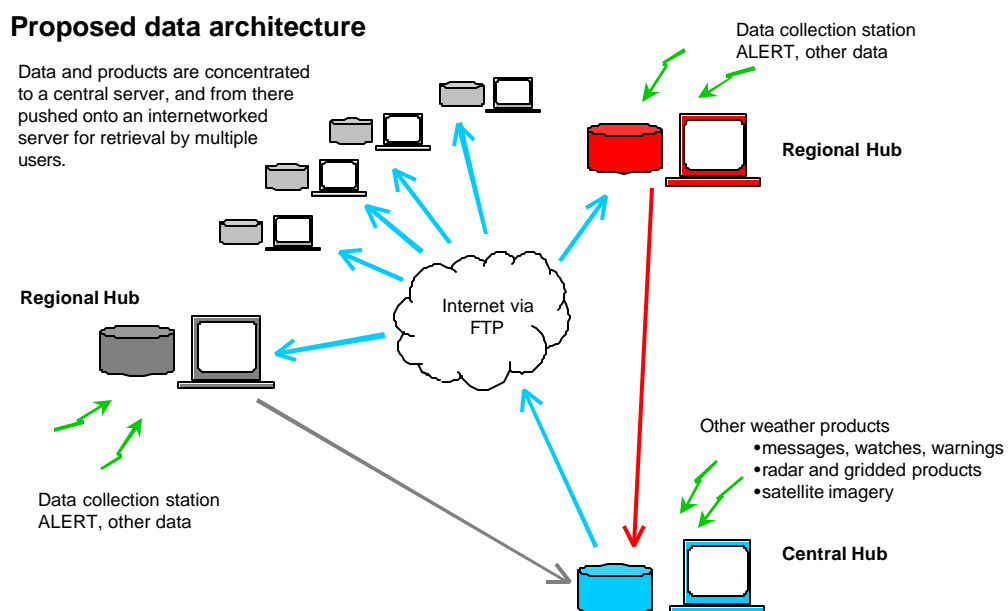 Proposed data architecture
Data and products are concentrated
to a central server, and from there
pushed onto an internetworked
server for retrieval by multiple
users.
Data collection station
ALERT, other data
Regional Hub
Regional Hub
Internet via
FTP
Data collection station
ALERT, other data
Other weather products
•messages, watches, warnings
•radar and gridded products
•satellite imagery
Central Hub